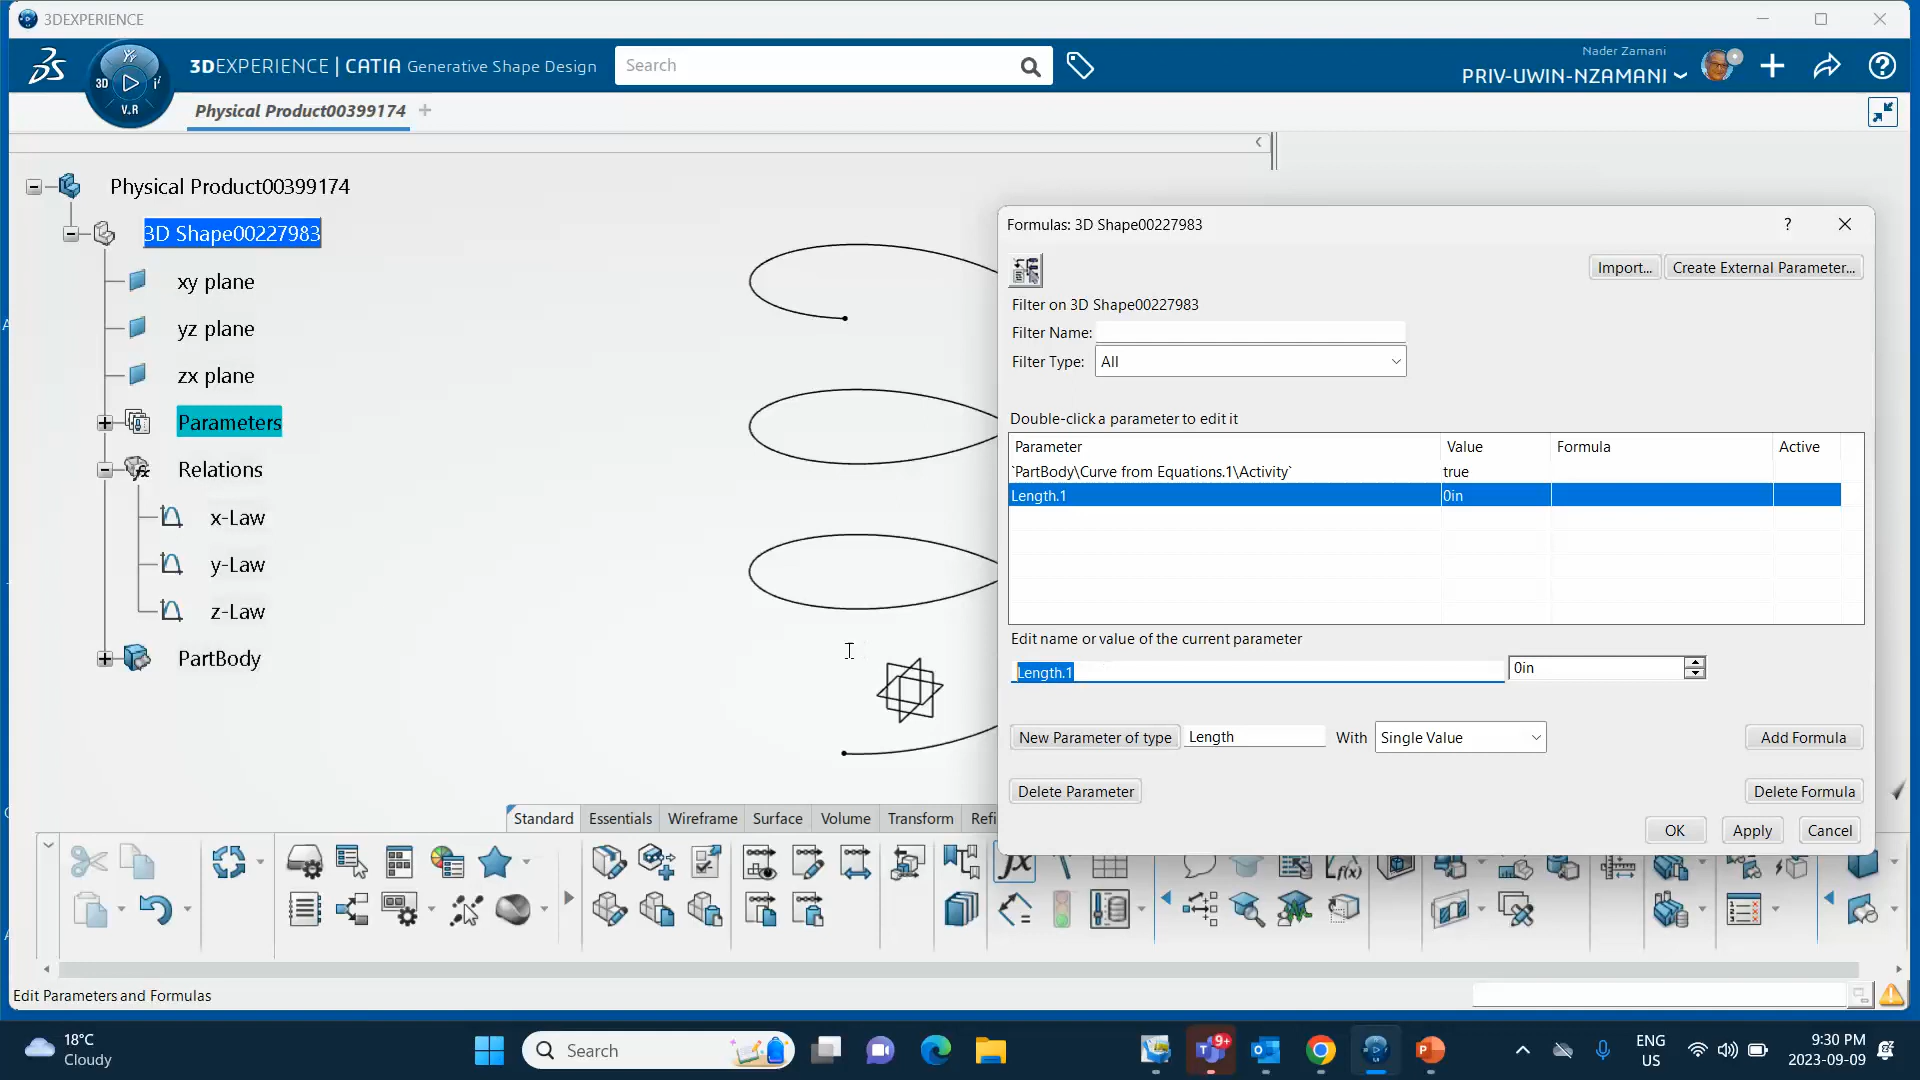 3DEXPERIENCE
3DEXPERIENCE | CATIA Generative Shape Design
Search
Nader Zamani
PRIV-UWIN-NZAMANI
3D
V.R
Physical Product00399174
Physical Product00399174
3D Shape00227983
xy plane
yz plane
zx plane
Parameters
Relations
x-Law
y-Law
z-Law
PartBody
Formulas: 3D Shape00227983
?
Import...
Create External Parameter...
Filter on 3D Shape00227983
Filter Name:
Filter Type: All
Double-click a parameter to edit it
Parameter Value Formula Active
`PartBody\Curve from Equations.1\Activity` true
Length.1 0in
Edit name or value of the current parameter
Length.1 0in
New Parameter of type Length With Single Value Add Formula
Delete Parameter Delete Formula
OK Apply Cancel
Standard Essentials Wireframe Surface Volume Transform Refi
Edit Parameters and Formulas
18°C
Cloudy
Search
9+
ENG
US
9:30 PM
2023-09-09